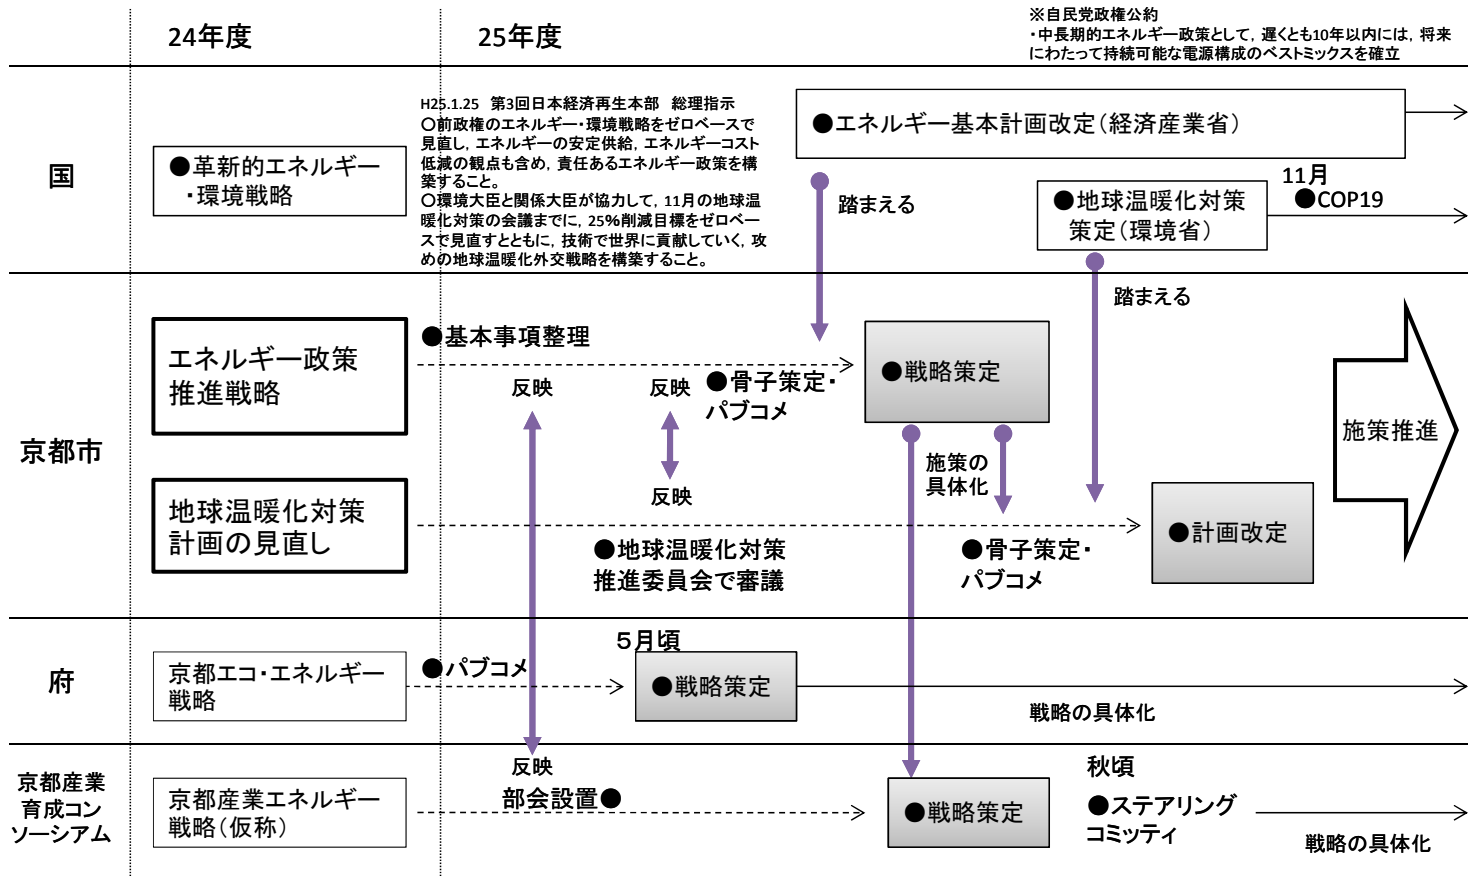 ※自民党政権公約
・中長期的エネルギー政策として，遅くとも10年以内には，将来
にわたって持続可能な電源構成のベストミックスを確立
24年度
25年度
国
●革新的エネルギー
・環境戦略
H25.1.25　第3回日本経済再生本部　総理指示
○前政権のエネルギー・環境戦略をゼロベースで
見直し，エネルギーの安定供給，エネルギーコスト
低減の観点も含め，責任あるエネルギー政策を構
築すること。
○環境大臣と関係大臣が協力して，11月の地球温
暖化対策の会議までに，25%削減目標をゼロベー
スで見直すとともに，技術で世界に貢献していく，攻
めの地球温暖化外交戦略を構築すること。
●エネルギー基本計画改定（経済産業省）
踏まえる
●地球温暖化対策
策定（環境省）
11月
●COP19
踏まえる
京都市
エネルギー政策
推進戦略
●基本事項整理
反映
反映
●骨子策定・
パブコメ
●戦略策定
施策推進
地球温暖化対策
計画の見直し
反映
施策の
具体化
●地球温暖化対策
推進委員会で審議
●骨子策定・
パブコメ
●計画改定
府
京都エコ・エネルギー
戦略
●パブコメ
５月頃
●戦略策定
戦略の具体化
京都産業
育成コン
ソーシアム
京都産業エネルギー
戦略（仮称）
反映
部会設置●
●戦略策定
秋頃
●ステアリング
コミッティ
戦略の具体化